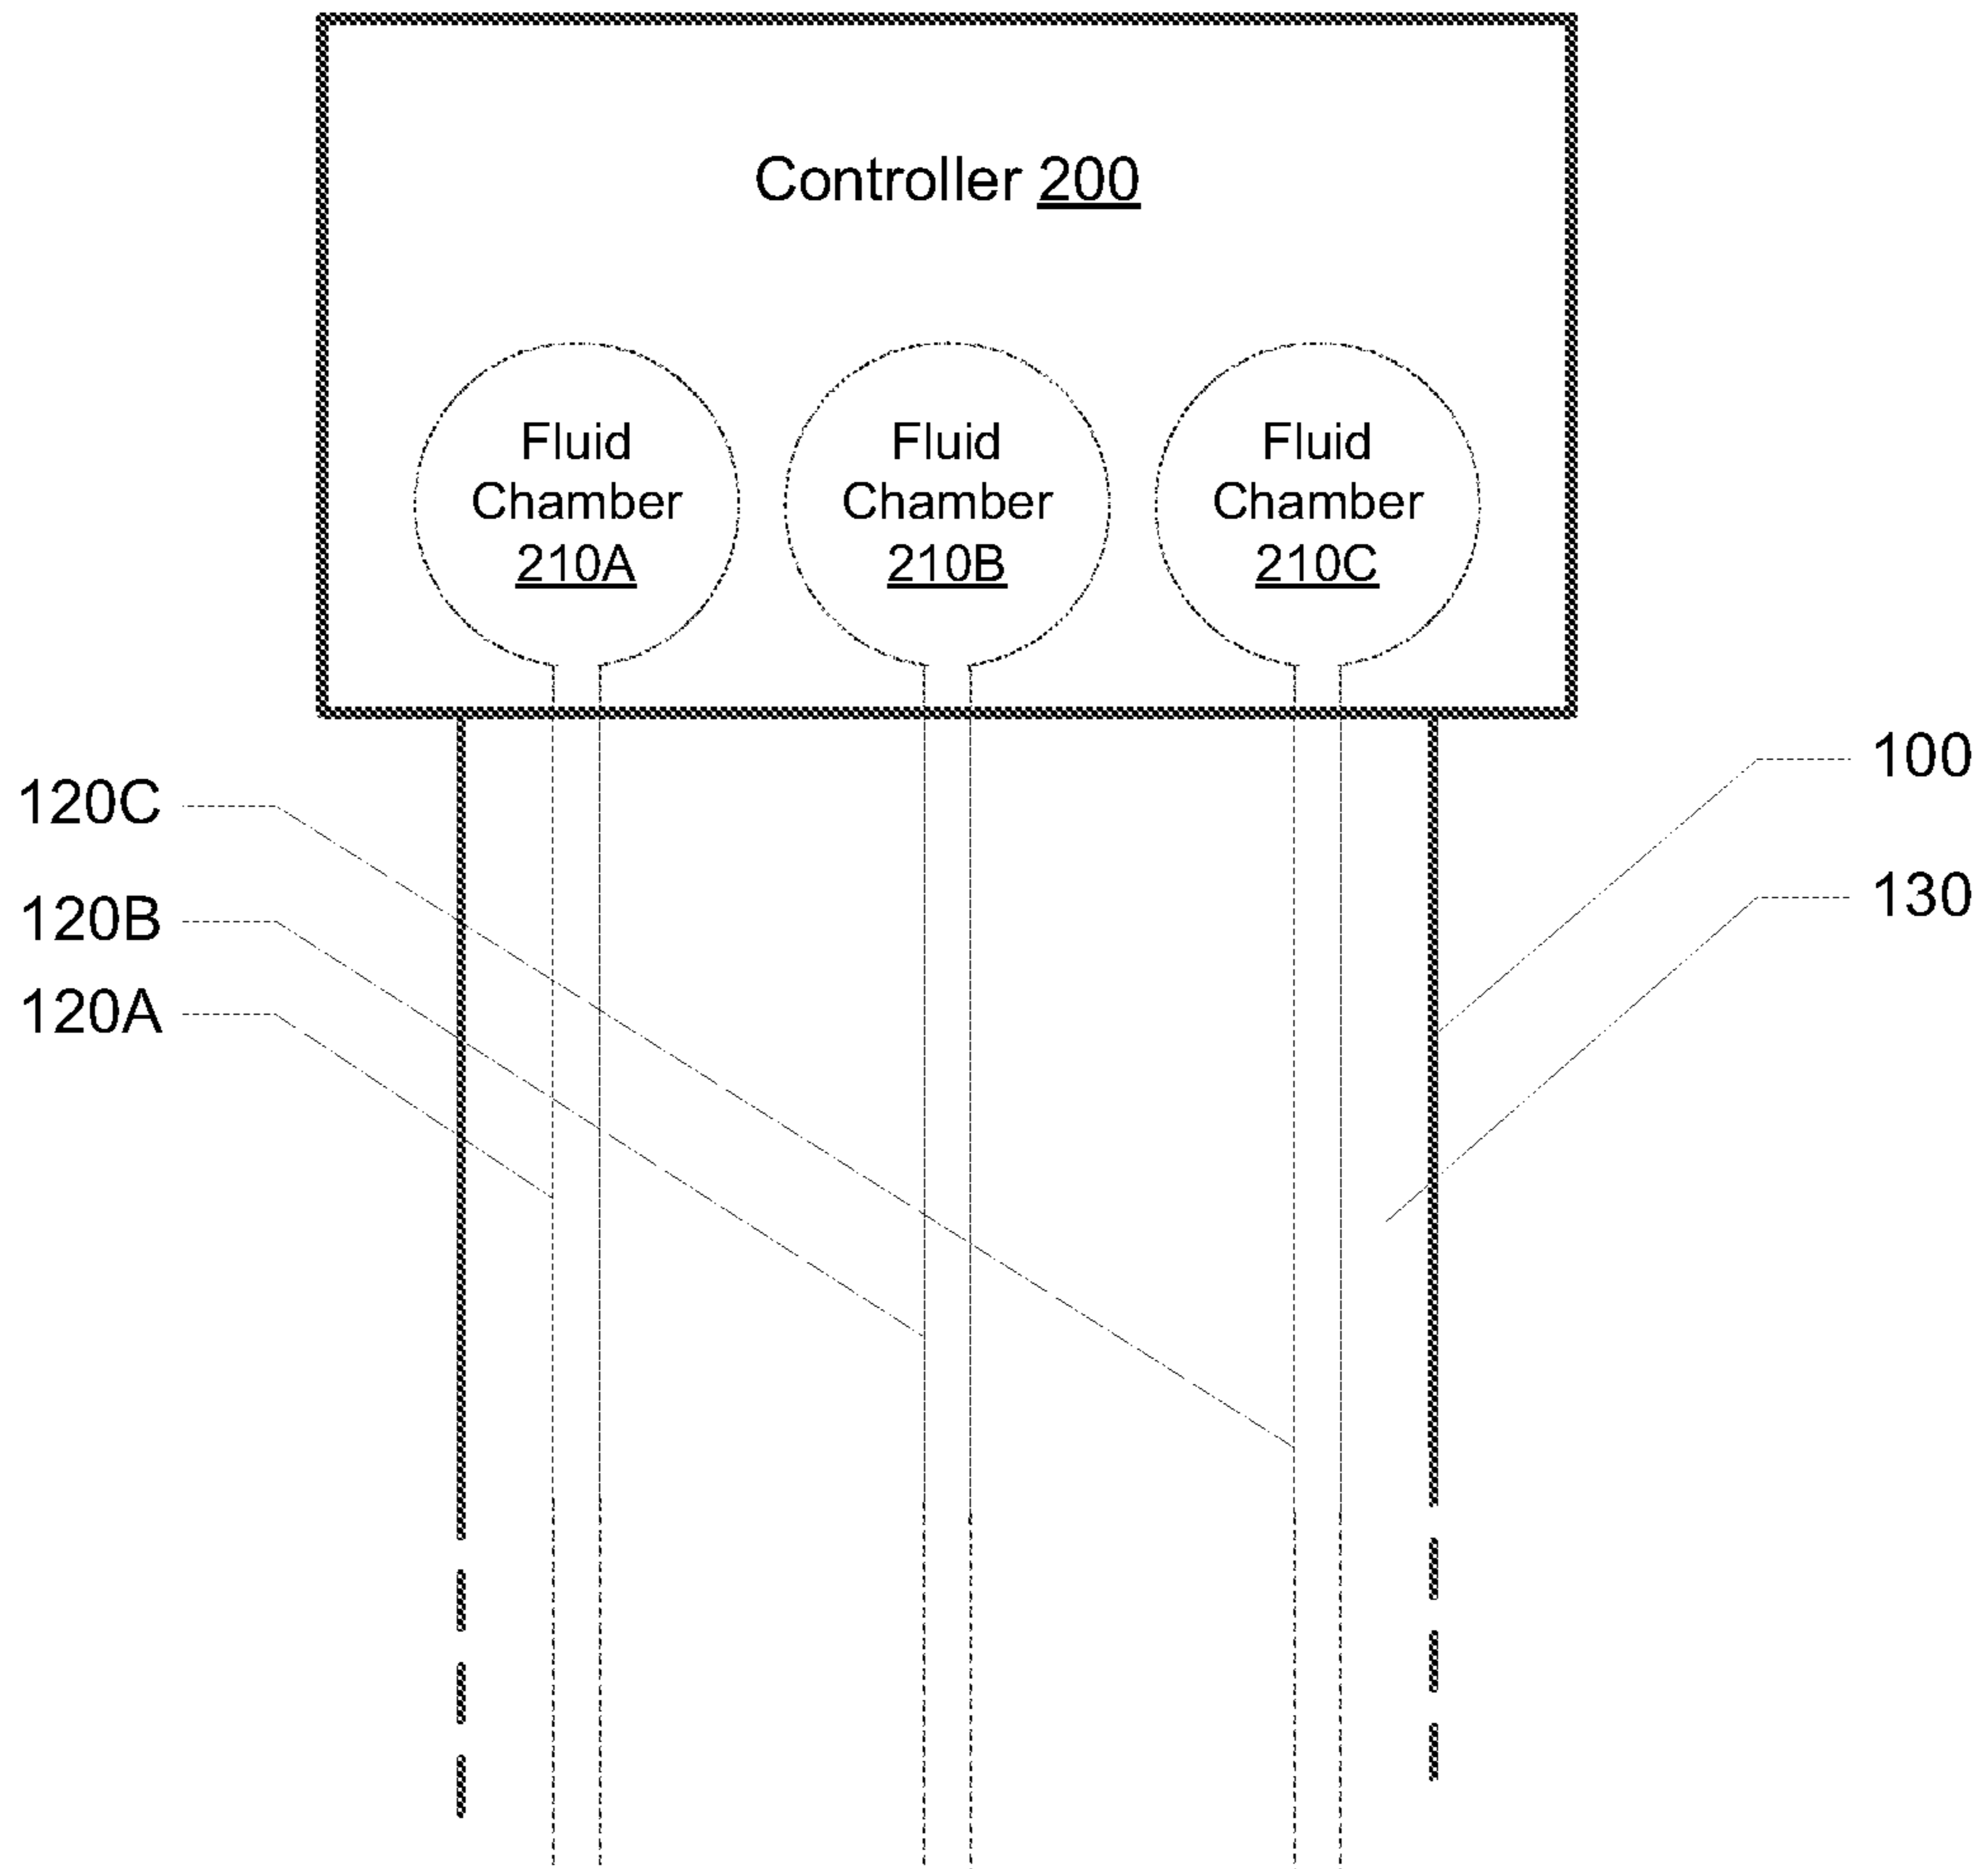 Controller 200
Fluid
Chamber
210A
Fluid
Chamber
210B
Fluid
Chamber
210C
100
120C
130
120B
120A